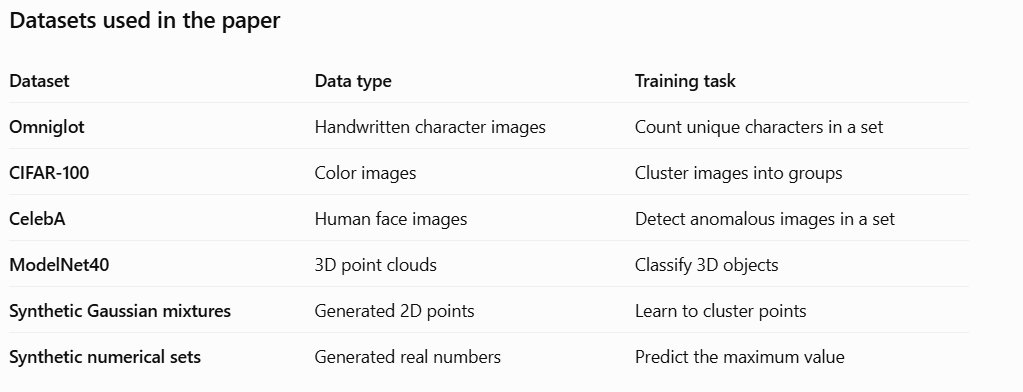 Datasets used in the paper
Dataset Data type Training task
Omniglot Handwritten character images Count unique characters in a set
CIFAR-100 Color images Cluster images into groups
CelebA Human face images Detect anomalous images in a set
ModelNet40 3D point clouds Classify 3D objects
Synthetic Gaussian mixtures Generated 2D points Learn to cluster points
Synthetic numerical sets Generated real numbers Predict the maximum value